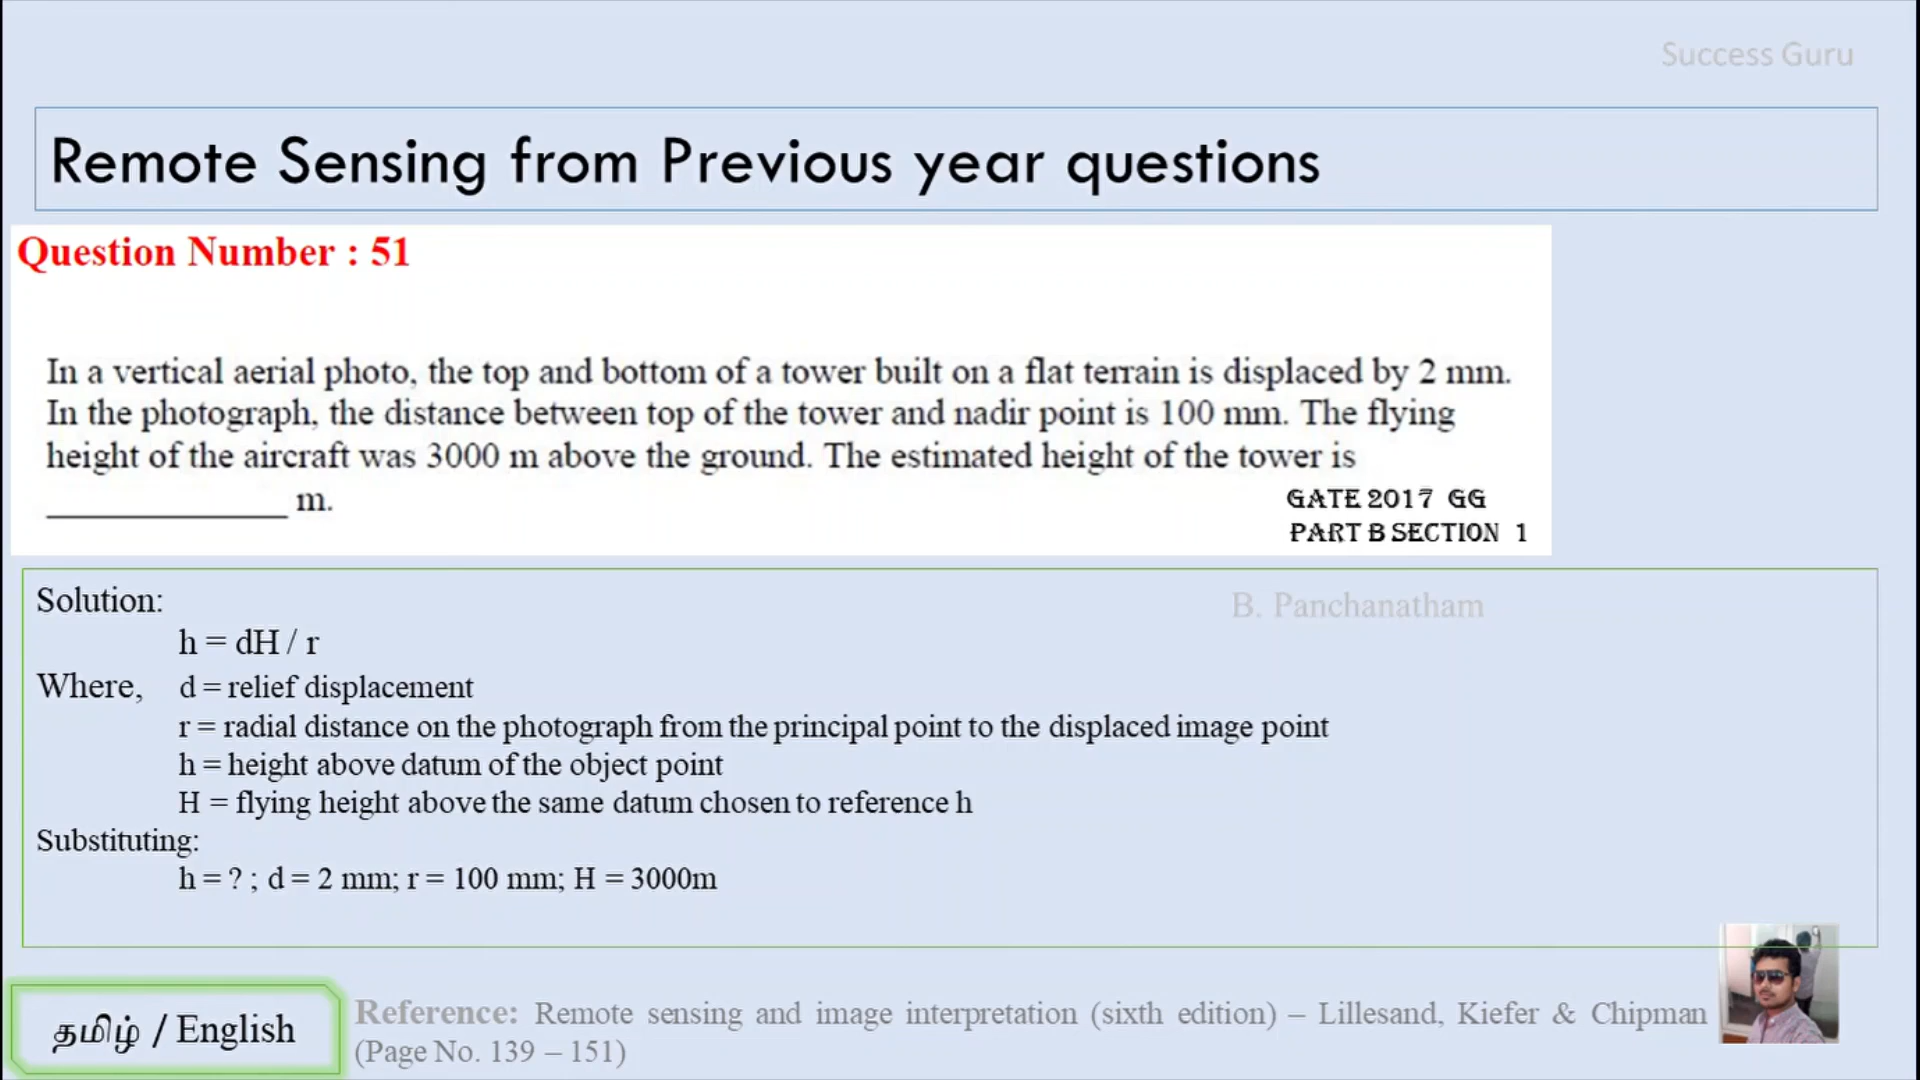 Success Guru
Remote Sensing from Previous year questions
Question Number : 51
In a vertical aerial photo, the top and bottom of a tower built on a flat terrain is displaced by 2 mm.
In the photograph, the distance between top of the tower and nadir point is 100 mm. The flying
height of the aircraft was 3000 m above the ground. The estimated height of the tower is
______________ m.
GATE 2017 GG
PART B SECTION 1
Solution:
B. Panchanatham
h = dH / r
Where, d = relief displacement
r = radial distance on the photograph from the principal point to the displaced image point
h = height above datum of the object point
H = flying height above the same datum chosen to reference h
Substituting:
h = ? ; d = 2 mm; r = 100 mm; H = 3000m
தமிழ் / English
Reference: Remote sensing and image interpretation (sixth edition) – Lillesand, Kiefer & Chipman
(Page No. 139 – 151)